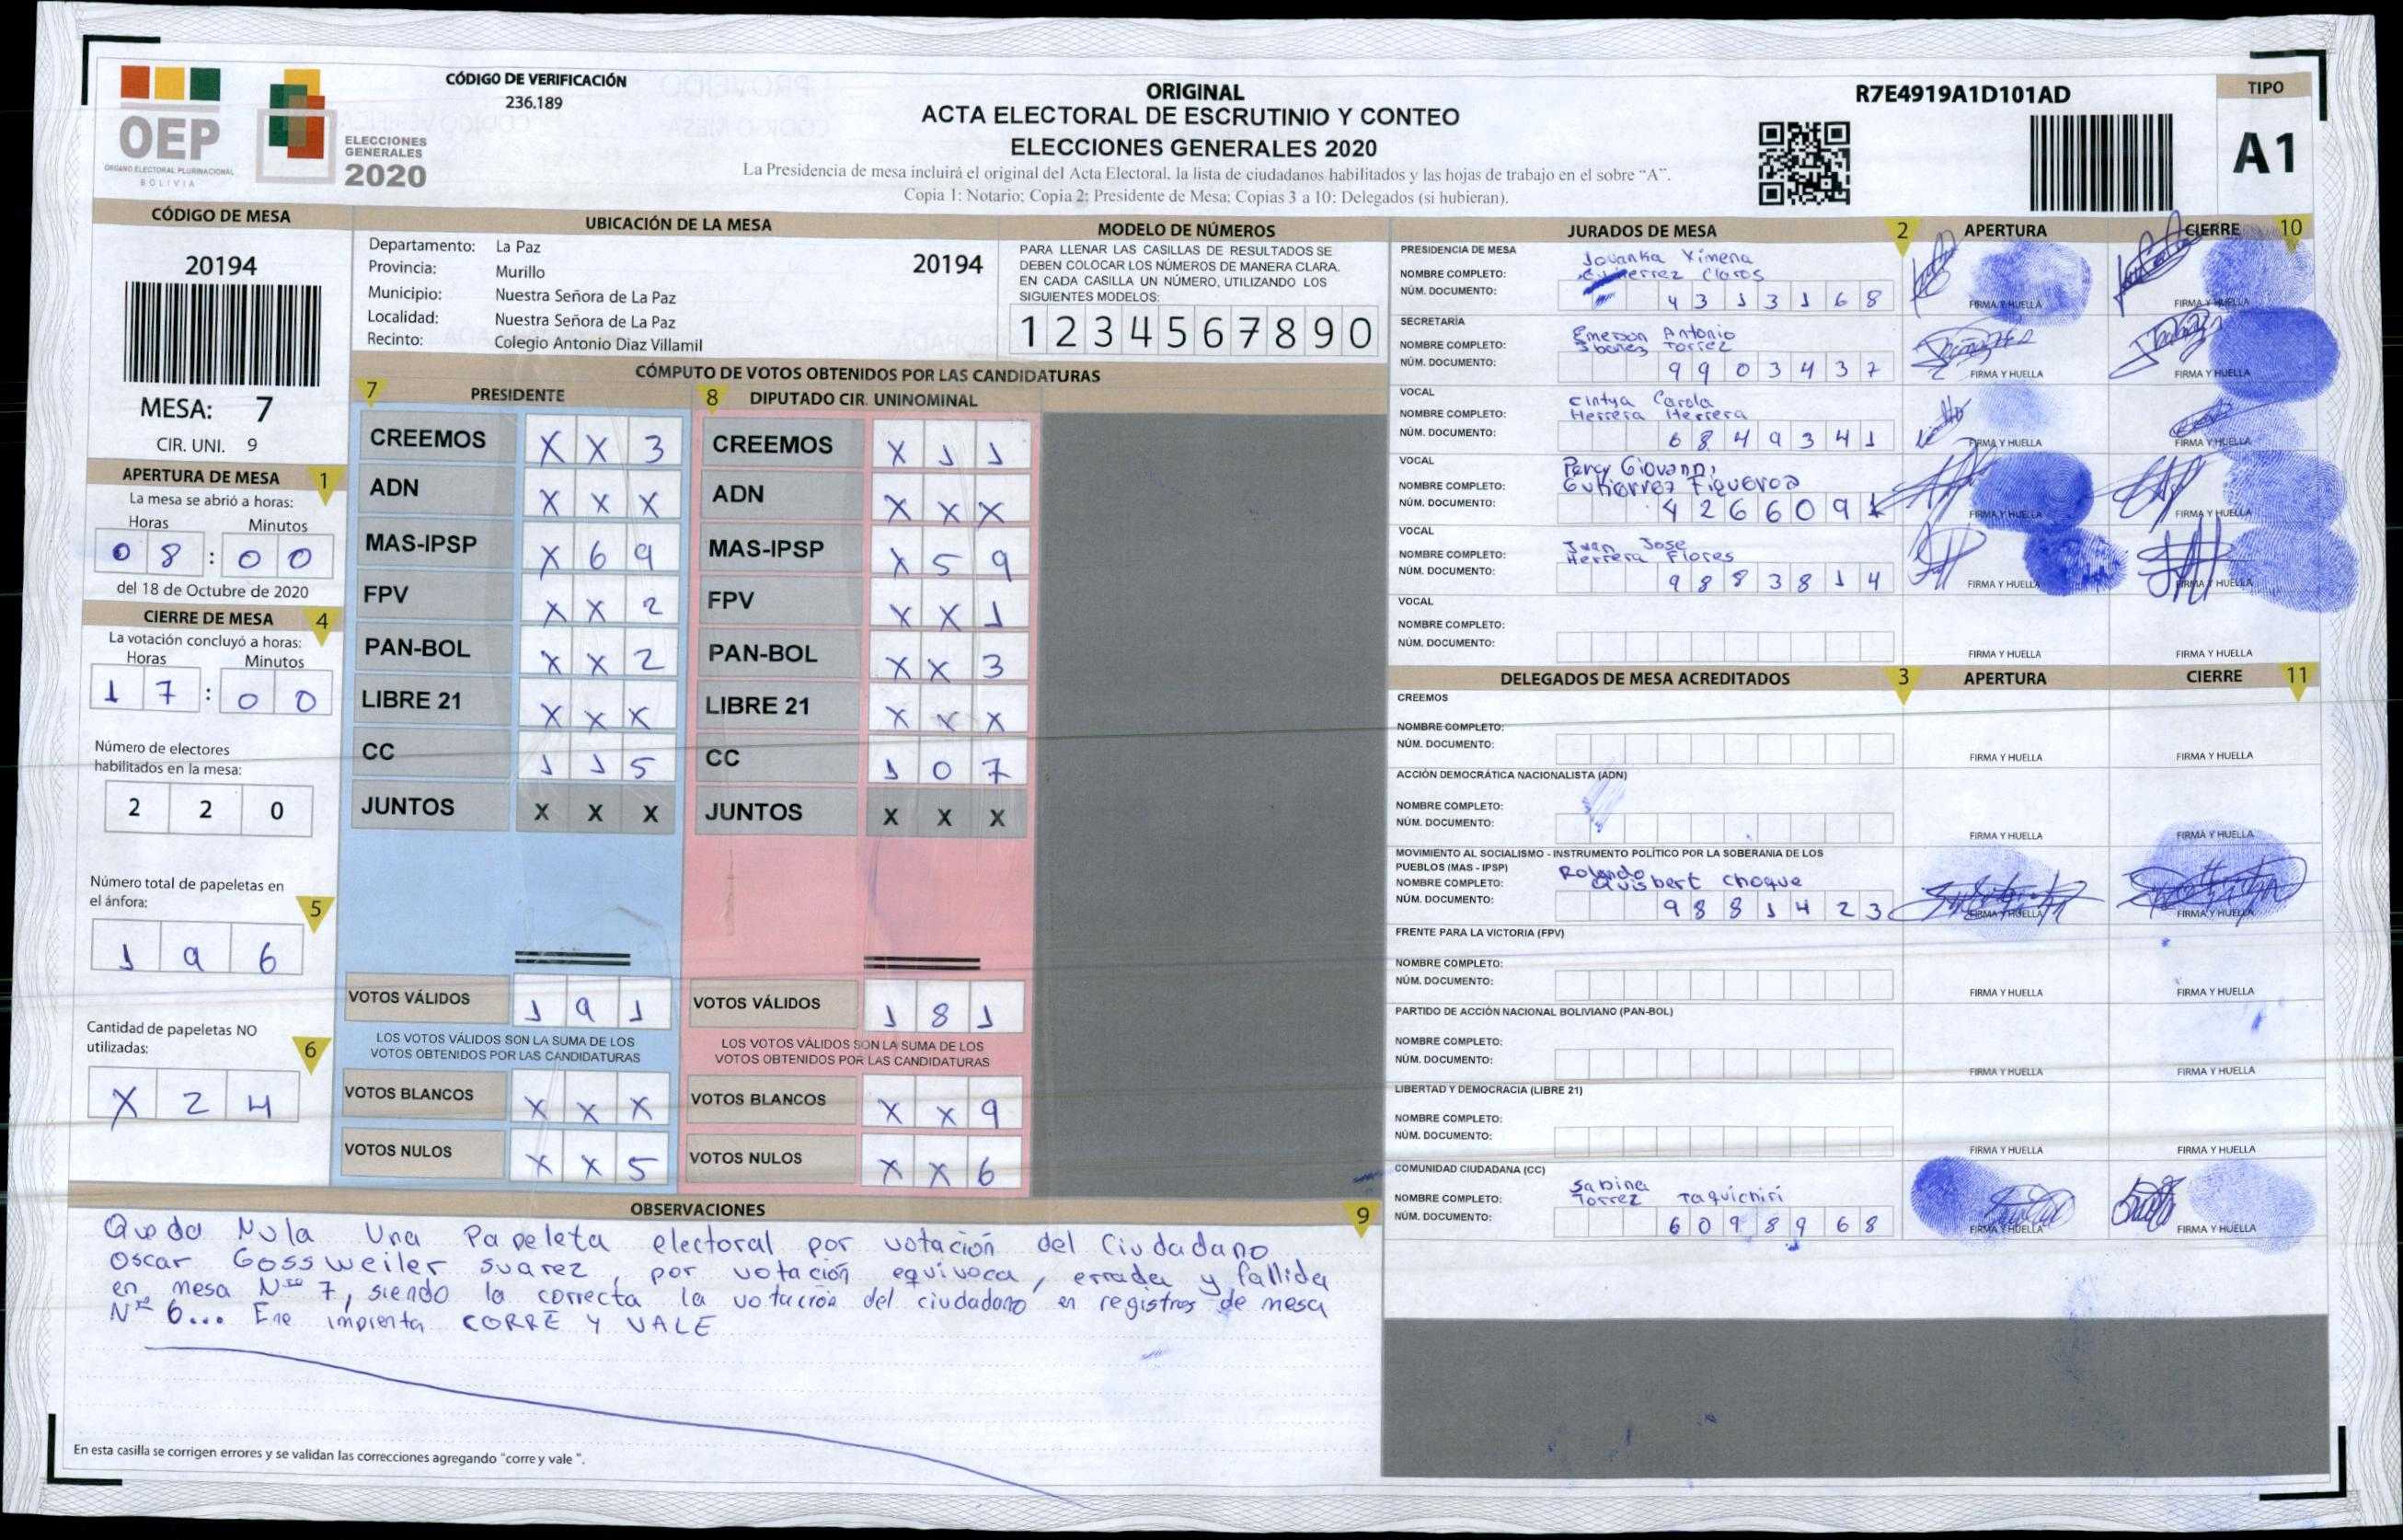 OEP
ÓRGANO ELECTORAL PLURINACIONAL
BOLIVIA
ELECCIONES
GENERALES
2020
CÓDIGO DE VERIFICACIÓN
236.189
ORIGINAL
ACTA ELECTORAL DE ESCRUTINIO Y CONTEO
ELECCIONES GENERALES 2020
La Presidencia de mesa incluirá el original del Acta Electoral, la lista de ciudadanos habilitados y las hojas de trabajo en el sobre "A".
Copia 1: Notario; Copia 2: Presidente de Mesa; Copias 3 a 10: Delegados (si hubieran).
R7E4919A1D101AD
TIPO
A1
CÓDIGO DE MESA
20194
MESA: 7
CIR. UNI. 9
APERTURA DE MESA 1
La mesa se abrió a horas:
Horas Minutos
0 8 : 0 0
del 18 de Octubre de 2020
CIERRE DE MESA 4
La votación concluyó a horas:
Horas Minutos
1 7 : 0 0
Número de electores
habilitados en la mesa:
2 2 0
Número total de papeletas en
el ánfora: 5
1 9 6
Cantidad de papeletas NO
utilizadas: 6
X 2 4
UBICACIÓN DE LA MESA
Departamento: La Paz
20194
Provincia: Murillo
Municipio: Nuestra Señora de La Paz
Localidad: Nuestra Señora de La Paz
Recinto: Colegio Antonio Diaz Villamil
MODELO DE NÚMEROS
PARA LLENAR LAS CASILLAS DE RESULTADOS SE
DEBEN COLOCAR LOS NÚMEROS DE MANERA CLARA.
EN CADA CASILLA UN NÚMERO, UTILIZANDO LOS
SIGUIENTES MODELOS:
1 2 3 4 5 6 7 8 9 0
CÓMPUTO DE VOTOS OBTENIDOS POR LAS CANDIDATURAS
7 PRESIDENTE
CREEMOS X X 3
ADN X X X
MAS-IPSP X 6 9
FPV X X 2
PAN-BOL X X 2
LIBRE 21 X X X
CC 1 1 5
JUNTOS X X X
VOTOS VÁLIDOS 1 9 1
LOS VOTOS VÁLIDOS SON LA SUMA DE LOS
VOTOS OBTENIDOS POR LAS CANDIDATURAS
VOTOS BLANCOS X X X
VOTOS NULOS X X 5
8 DIPUTADO CIR. UNINOMINAL
CREEMOS X 1 1
ADN X X X
MAS-IPSP X 5 9
FPV X X 1
PAN-BOL X X 3
LIBRE 21 X X X
CC 1 0 7
JUNTOS X X X
VOTOS VÁLIDOS 1 8 1
LOS VOTOS VÁLIDOS SON LA SUMA DE LOS
VOTOS OBTENIDOS POR LAS CANDIDATURAS
VOTOS BLANCOS X X 9
VOTOS NULOS X X 6
OBSERVACIONES 9
Queda Nula Una Papeleta electoral por votación del Ciudadano
Oscar Gossweiler Suarez, por votación equivoca, errada y fallida
en mesa Nro 7, siendo la correcta la votación del ciudadano en registros de mesa
Nro 6... Ene imprenta CORRE Y VALE
En esta casilla se corrigen errores y se validan las correcciones agregando "corre y vale ".
JURADOS DE MESA 2 APERTURA CIERRE 10
PRESIDENCIA DE MESA
Jovanka Ximena
NOMBRE COMPLETO: Gutierrez Claros
NÚM. DOCUMENTO: 4 3 1 3 1 6 8
FIRMA Y HUELLA FIRMA Y HUELLA
SECRETARÍA
Emerson Antonio
NOMBRE COMPLETO: Ibañez Torrez
NÚM. DOCUMENTO: 9 9 0 3 4 3 7
FIRMA Y HUELLA FIRMA Y HUELLA
VOCAL
Cintya Carola
NOMBRE COMPLETO: Herrera Herrera
NÚM. DOCUMENTO: 6 8 4 9 3 4 1
FIRMA Y HUELLA FIRMA Y HUELLA
VOCAL
Percy Giovanni
NOMBRE COMPLETO: Gutierrez Figueroa
NÚM. DOCUMENTO: 4 2 6 6 0 9 1
FIRMA Y HUELLA FIRMA Y HUELLA
VOCAL
Juan Jose
NOMBRE COMPLETO: Herrera Flores
NÚM. DOCUMENTO: 9 8 8 3 8 1 4
FIRMA Y HUELLA FIRMA Y HUELLA
VOCAL
NOMBRE COMPLETO:
NÚM. DOCUMENTO:
FIRMA Y HUELLA FIRMA Y HUELLA
DELEGADOS DE MESA ACREDITADOS 3 APERTURA CIERRE 11
CREEMOS
NOMBRE COMPLETO:
NÚM. DOCUMENTO:
FIRMA Y HUELLA FIRMA Y HUELLA
ACCIÓN DEMOCRÁTICA NACIONALISTA (ADN)
NOMBRE COMPLETO:
NÚM. DOCUMENTO:
FIRMA Y HUELLA FIRMA Y HUELLA
MOVIMIENTO AL SOCIALISMO - INSTRUMENTO POLÍTICO POR LA SOBERANIA DE LOS
PUEBLOS (MAS - IPSP) Rolando
NOMBRE COMPLETO: Quisbert Choque
NÚM. DOCUMENTO: 9 8 8 1 4 2 3
FIRMA Y HUELLA FIRMA Y HUELLA
FRENTE PARA LA VICTORIA (FPV)
NOMBRE COMPLETO:
NÚM. DOCUMENTO:
FIRMA Y HUELLA FIRMA Y HUELLA
PARTIDO DE ACCIÓN NACIONAL BOLIVIANO (PAN-BOL)
NOMBRE COMPLETO:
NÚM. DOCUMENTO:
FIRMA Y HUELLA FIRMA Y HUELLA
LIBERTAD Y DEMOCRACIA (LIBRE 21)
NOMBRE COMPLETO:
NÚM. DOCUMENTO:
FIRMA Y HUELLA FIRMA Y HUELLA
COMUNIDAD CIUDADANA (CC)
Sabina
NOMBRE COMPLETO: Torrez Taquichiri
NÚM. DOCUMENTO: 6 0 9 8 9 6 8
FIRMA Y HUELLA FIRMA Y HUELLA